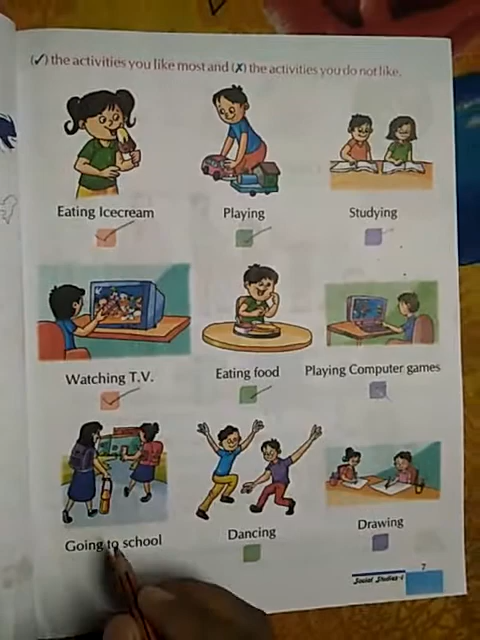 (✓) the activities you like most and (✗) the activities you do not like.
Eating Icecream
Playing
Studying
Watching T.V.
Eating food
Playing Computer games
Going to school
Dancing
Drawing
7
Social Studies-1